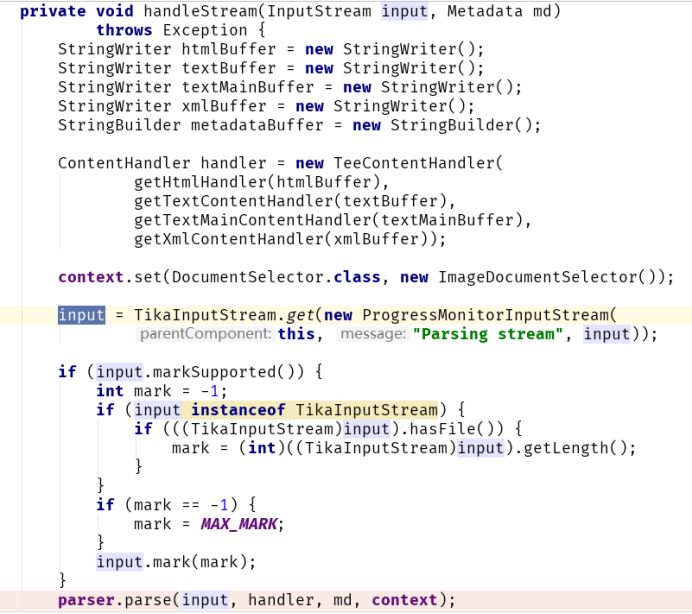 private void handleStream(InputStream input, Metadata md)
        throws Exception {
    StringWriter htmlBuffer = new StringWriter();
    StringWriter textBuffer = new StringWriter();
    StringWriter textMainBuffer = new StringWriter();
    StringWriter xmlBuffer = new StringWriter();
    StringBuilder metadataBuffer = new StringBuilder();

    ContentHandler handler = new TeeContentHandler(
            getHtmlHandler(htmlBuffer),
            getTextContentHandler(textBuffer),
            getTextMainContentHandler(textMainBuffer),
            getXmlContentHandler(xmlBuffer));

    context.set(DocumentSelector.class, new ImageDocumentSelector());

    input = TikaInputStream.get(new ProgressMonitorInputStream(
            parentComponent: this, message: "Parsing stream", input));

    if (input.markSupported()) {
        int mark = -1;
        if (input instanceof TikaInputStream) {
            if (((TikaInputStream)input).hasFile()) {
                mark = (int)((TikaInputStream)input).getLength();
            }
        }
        if (mark == -1) {
            mark = MAX_MARK;
        }
        input.mark(mark);
    }
    parser.parse(input, handler, md, context);